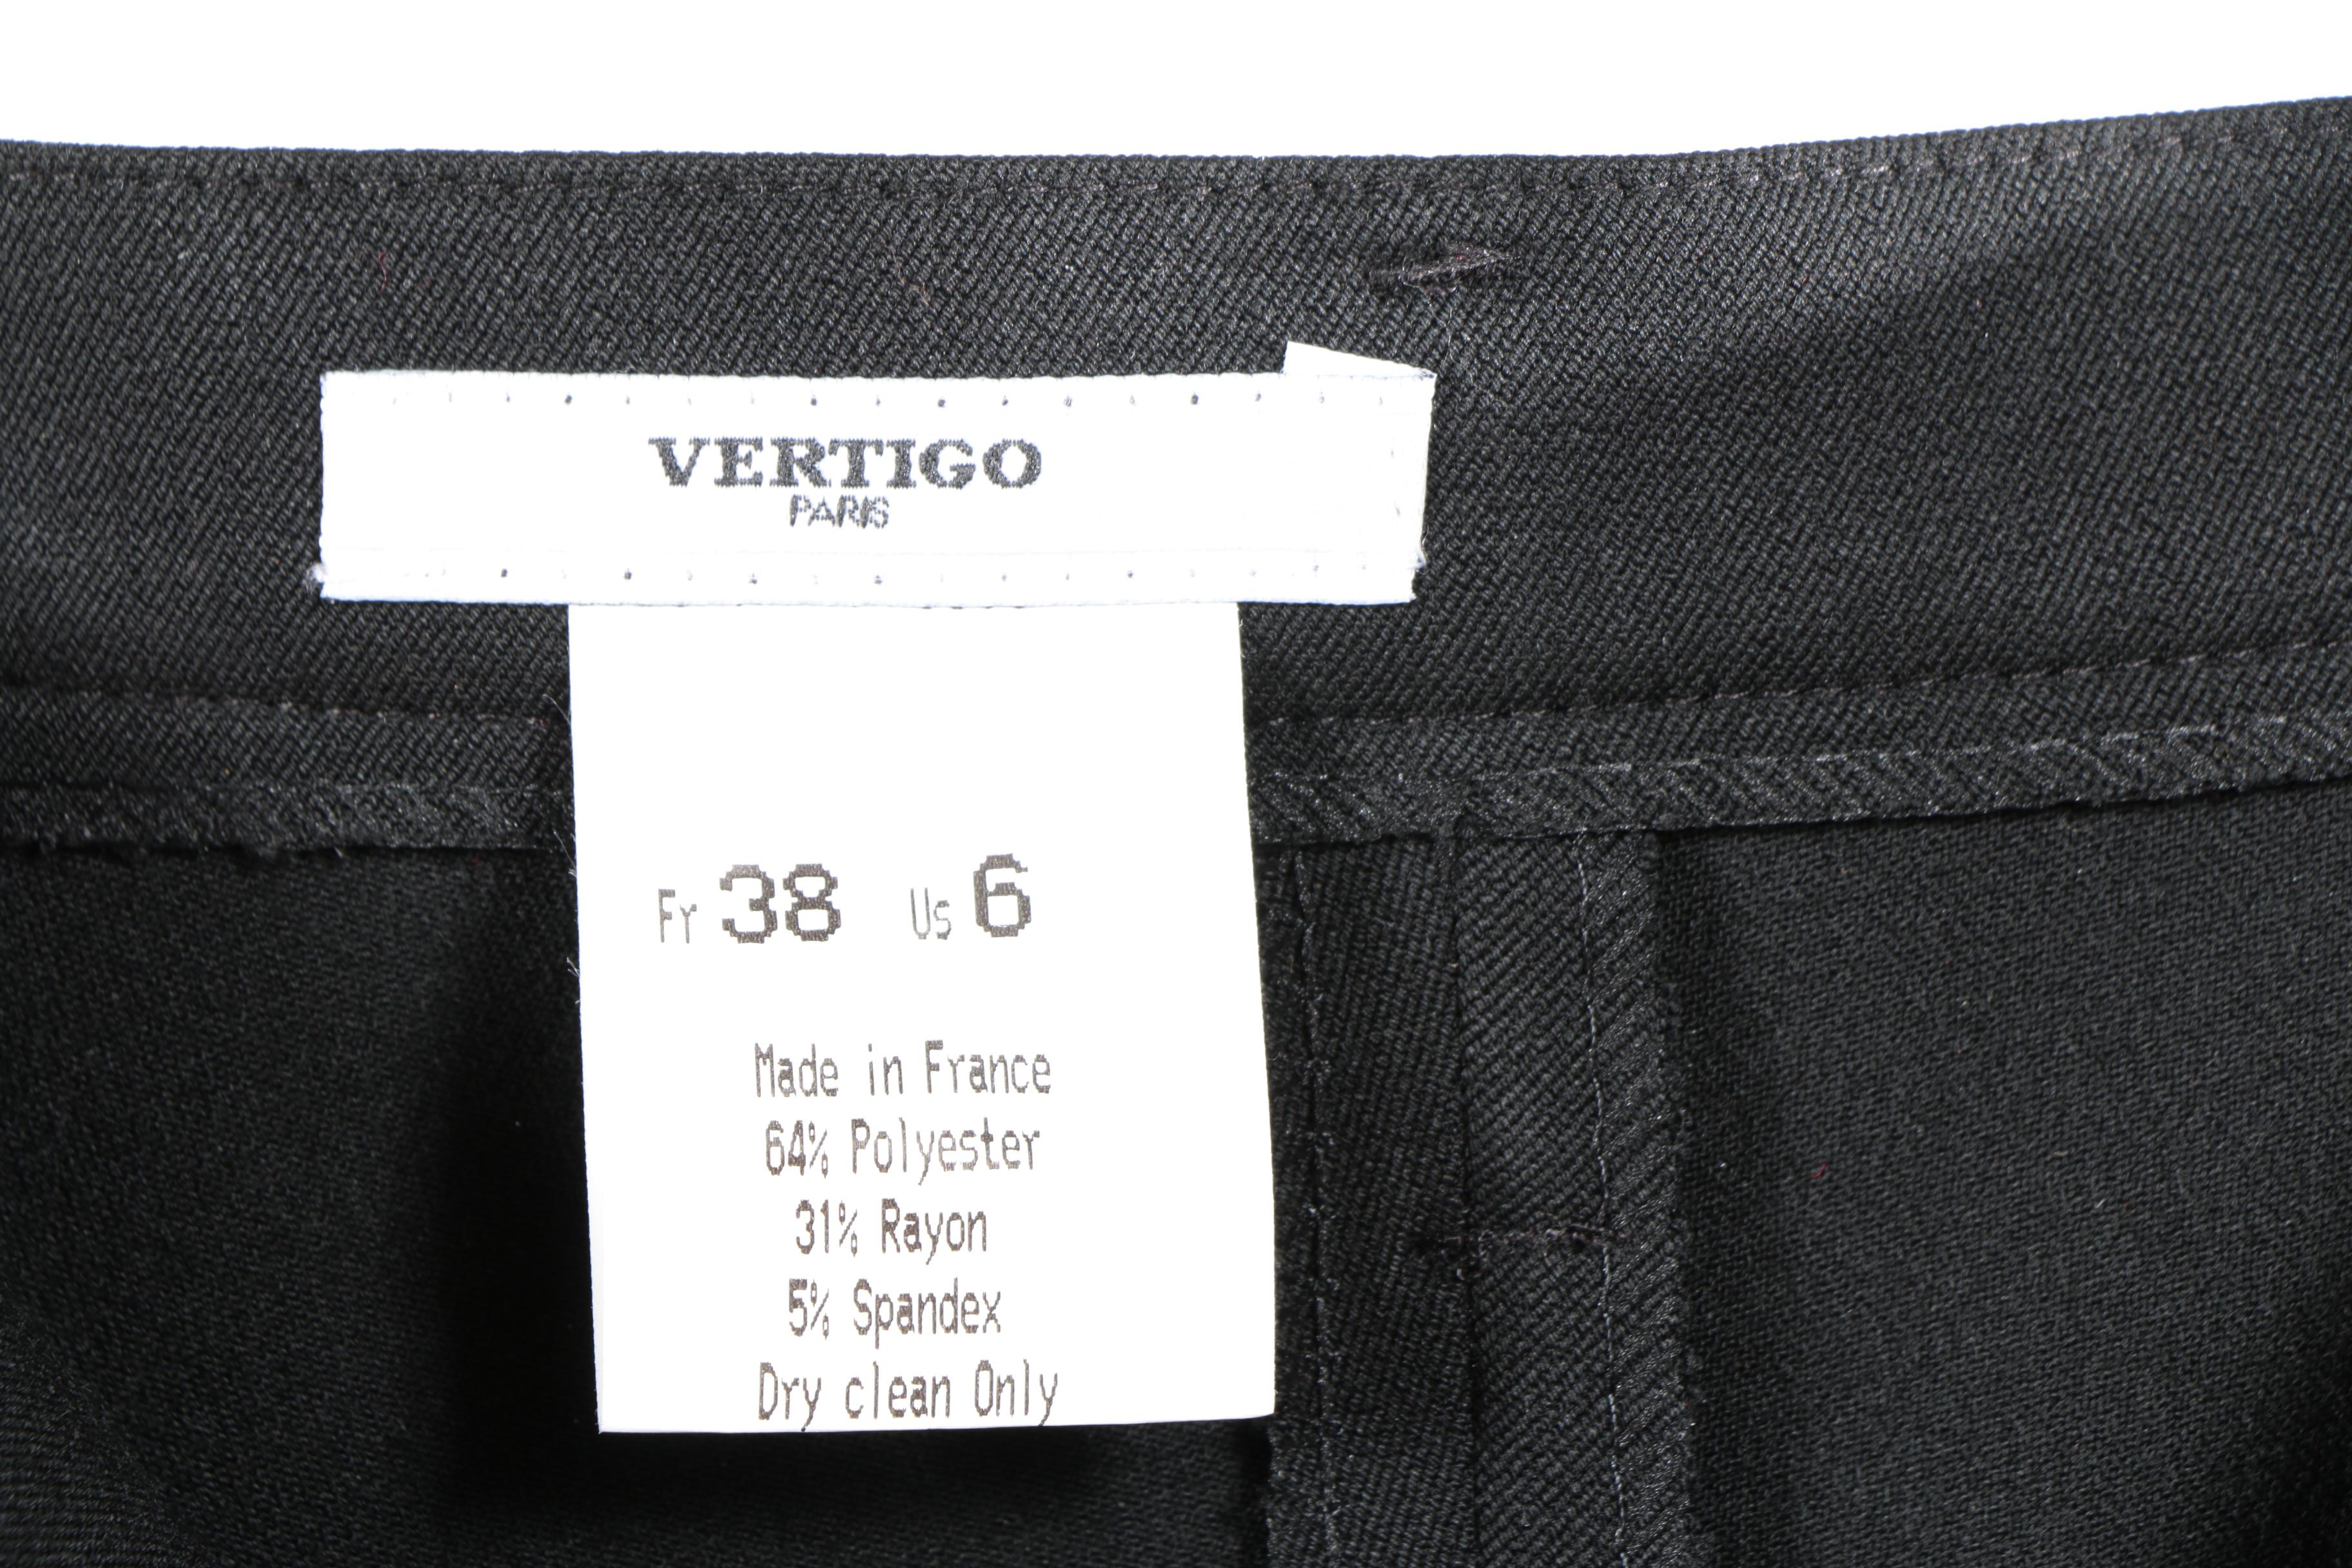 VERTIGO
PARIS
Fr 38 Us 6
Made in France
64% Polyester
31% Rayon
5% Spandex
Dry clean Only